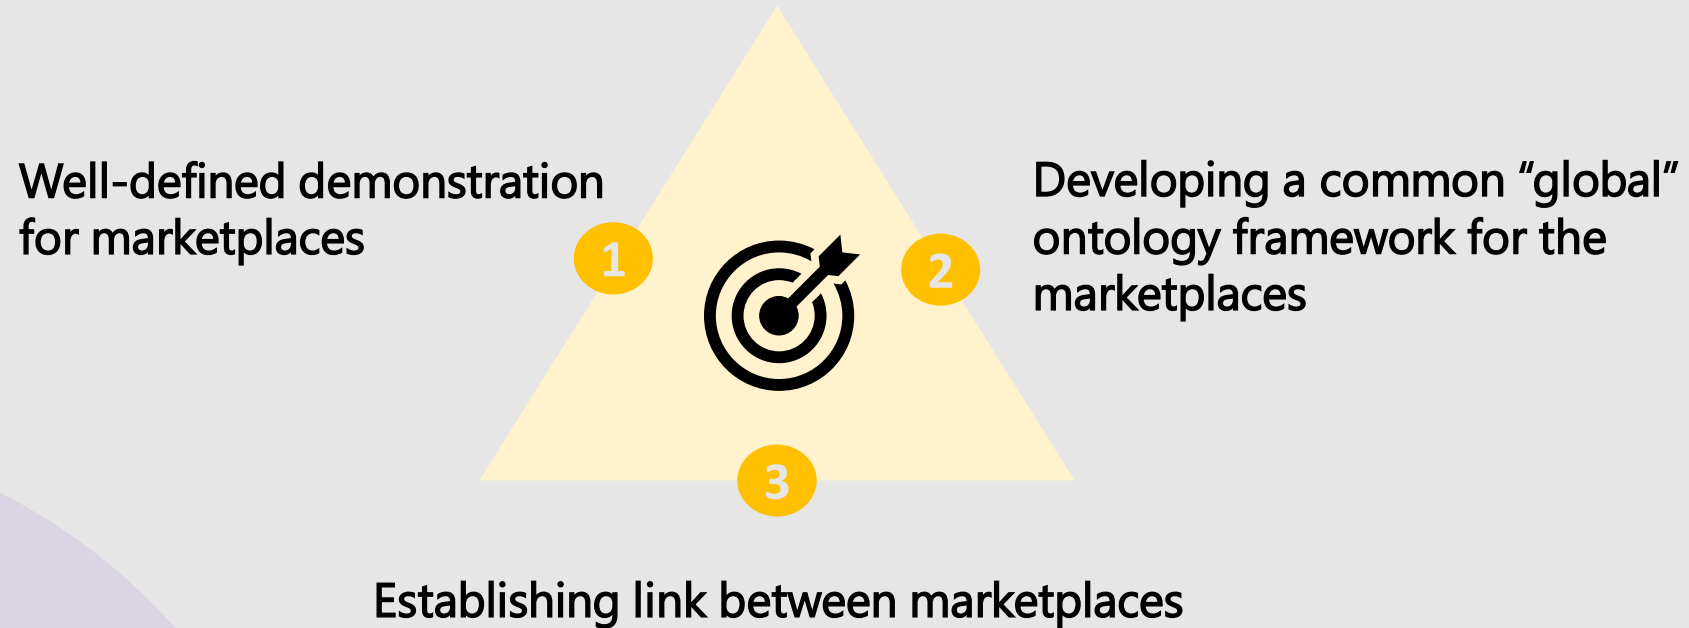 Well-defined demonstration
for marketplaces
1
Developing a common “global”
ontology framework for the
marketplaces
2
3
Establishing link between marketplaces